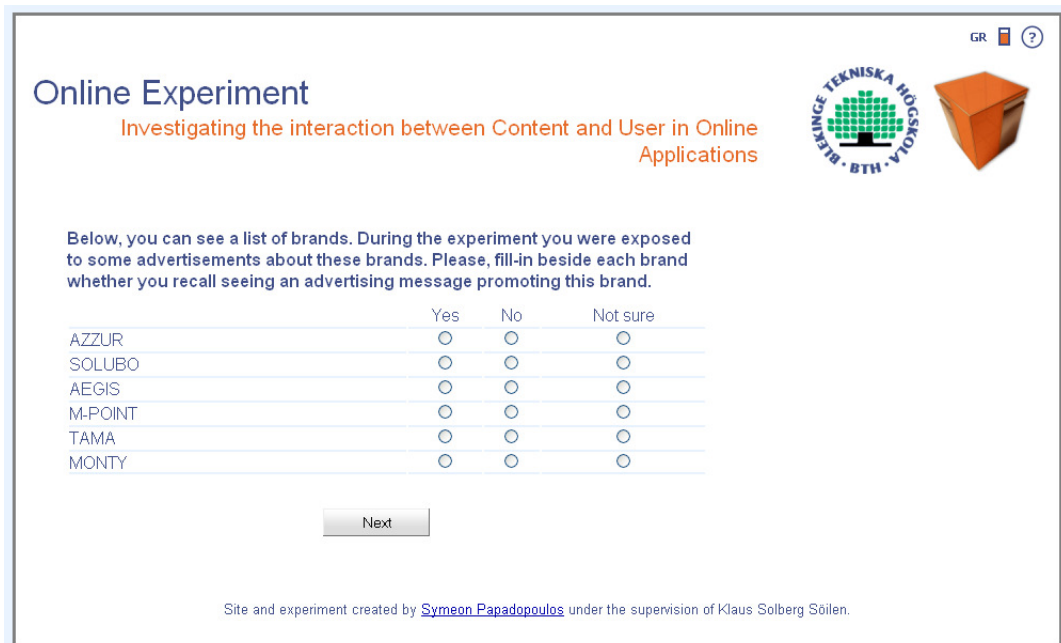 GR ?
Online Experiment
Investigating the interaction between Content and User in Online
Applications
BLEKINGE TEKNISKA HÖGSKOLA · BTH ·
Below, you can see a list of brands. During the experiment you were exposed
to some advertisements about these brands. Please, fill-in beside each brand
whether you recall seeing an advertising message promoting this brand.
Yes No Not sure
AZZUR
SOLUBO
AEGIS
M-POINT
TAMA
MONTY
Next
Site and experiment created by Symeon Papadopoulos under the supervision of Klaus Solberg Söilen.